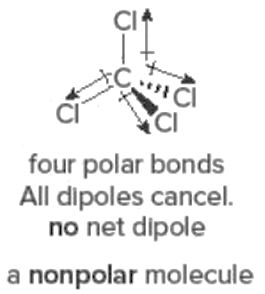 Cl
C
Cl
Cl
Cl
four polar bonds
All dipoles cancel.
no net dipole
a nonpolar molecule